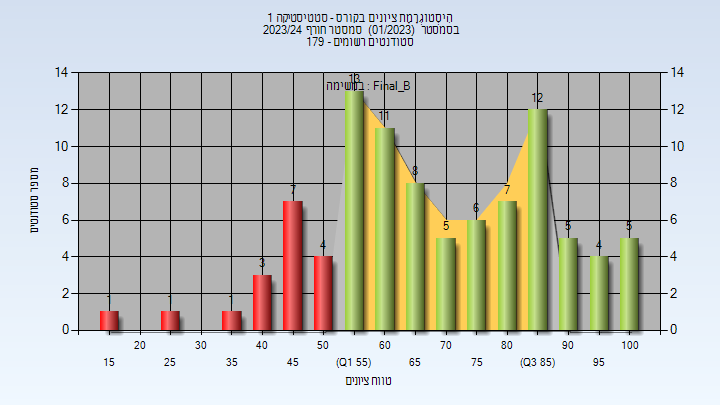 הִיסְטוֹגְרָמַת ציונים בקורס - סטטיסטיקה 1
בסמסטר (01/2023) סמסטר חורף 2023/24
סטודנטים רשומים - 179
במשימה : Final_B
14 14
12 12
10 10
8 8
6 6
4 4
2 2
0 0
1 1 1 3 7 4 13 11 8 5 6 7 12 5 4 5
מספר סטודנטים
20 30 40 50 60 70 80 90 100
15 25 35 45 (Q1 55) 65 75 (Q3 85) 95
טווח ציונים